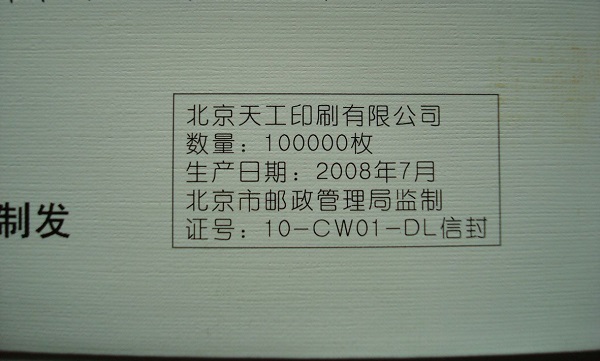 北京天工印刷有限公司
数量：100000枚
生产日期：2008年7月
北京市邮政管理局监制
证号：10-CW01-DL信封
制发